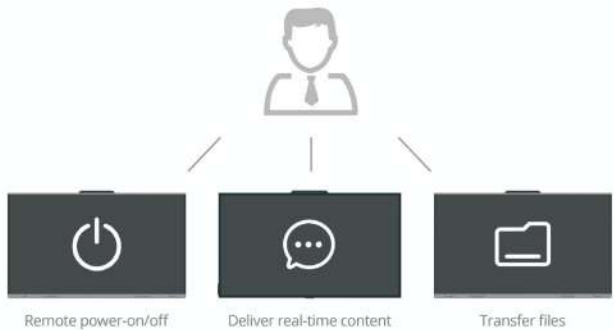 Remote power-on/off
Deliver real-time content
Transfer files